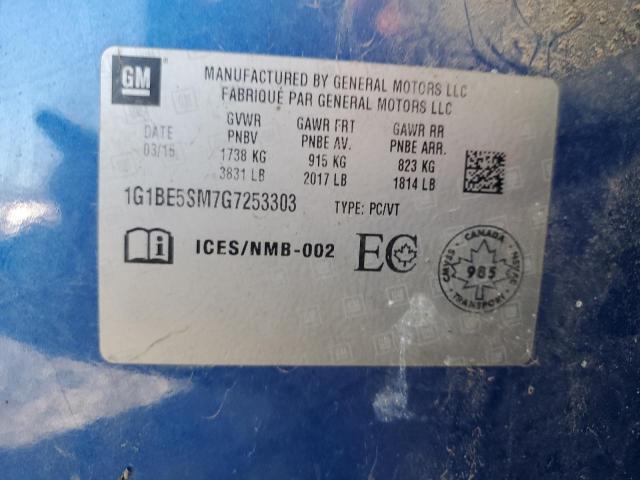 GM
MANUFACTURED BY GENERAL MOTORS LLC
FABRIQUÉ PAR GENERAL MOTORS LLC
DATE
03/15
GVWR
PNBV
1738 KG
3831 LB
GAWR FRT
PNBE AV.
915 KG
2017 LB
GAWR RR
PNBE ARR.
823 KG
1814 LB
1G1BE5SM7G7253303
TYPE: PC/VT
ICES/NMB-002
EC
CANADA
CMVSS
985
NSVAC
TRANSPORT